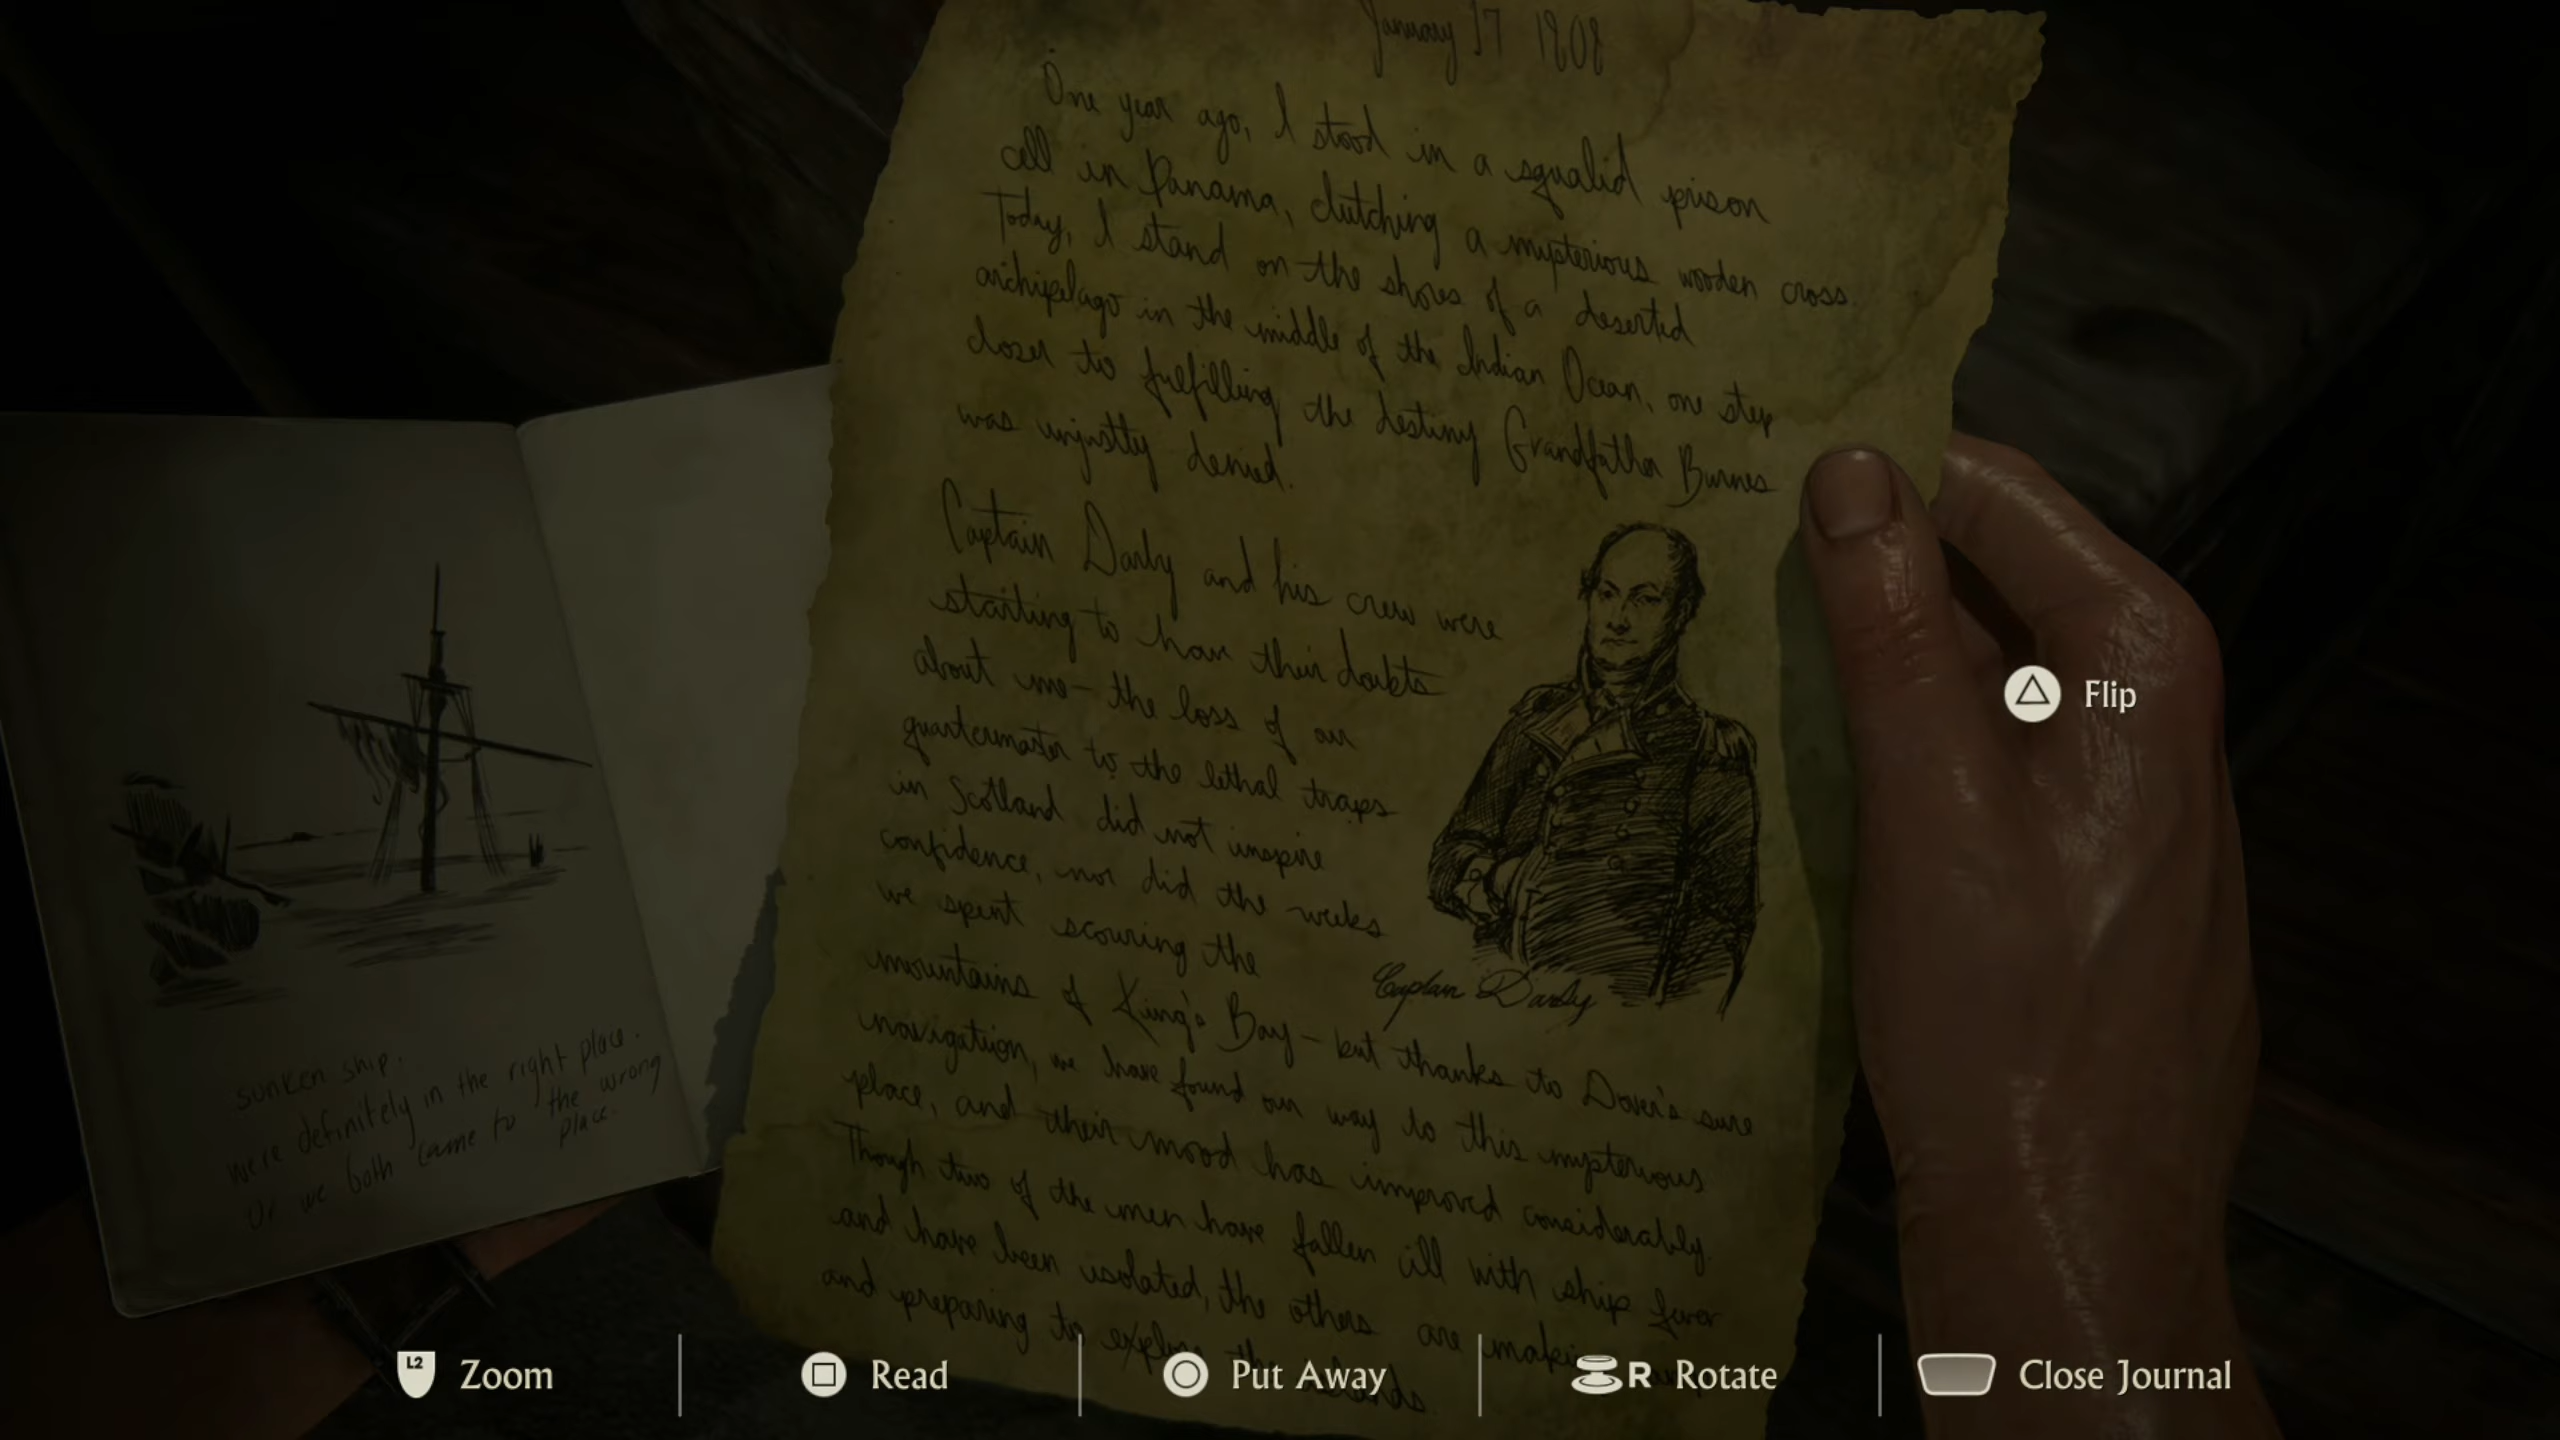 January 17 1808
One year ago, I stood in a squalid prison
cell in Panama, clutching a mysterious wooden cross.
Today, I stand on the shores of a deserted
archipelago in the middle of the Indian Ocean, one step
closer to fulfilling the destiny Grandfather Burnes
was unjustly denied.
Captain Darby and his crew were
starting to have their doubts
about me - the loss of our
quartermaster to the lethal traps
in Scotland did not inspire
confidence, nor did the weeks
we spent scouring the
mountains of King's Bay - but thanks to Dover's sure
navigation, we have found our way to this mysterious
place, and their mood has improved considerably.
Though two of the men have fallen ill with ship fever
and have been isolated, the others are making
and preparing to explore the islands.
Captain Darby
sunken ship.
we're definitely in the right place.
Or we both came to the wrong
place.
Flip
L2 Zoom
Read
Put Away
R Rotate
Close Journal